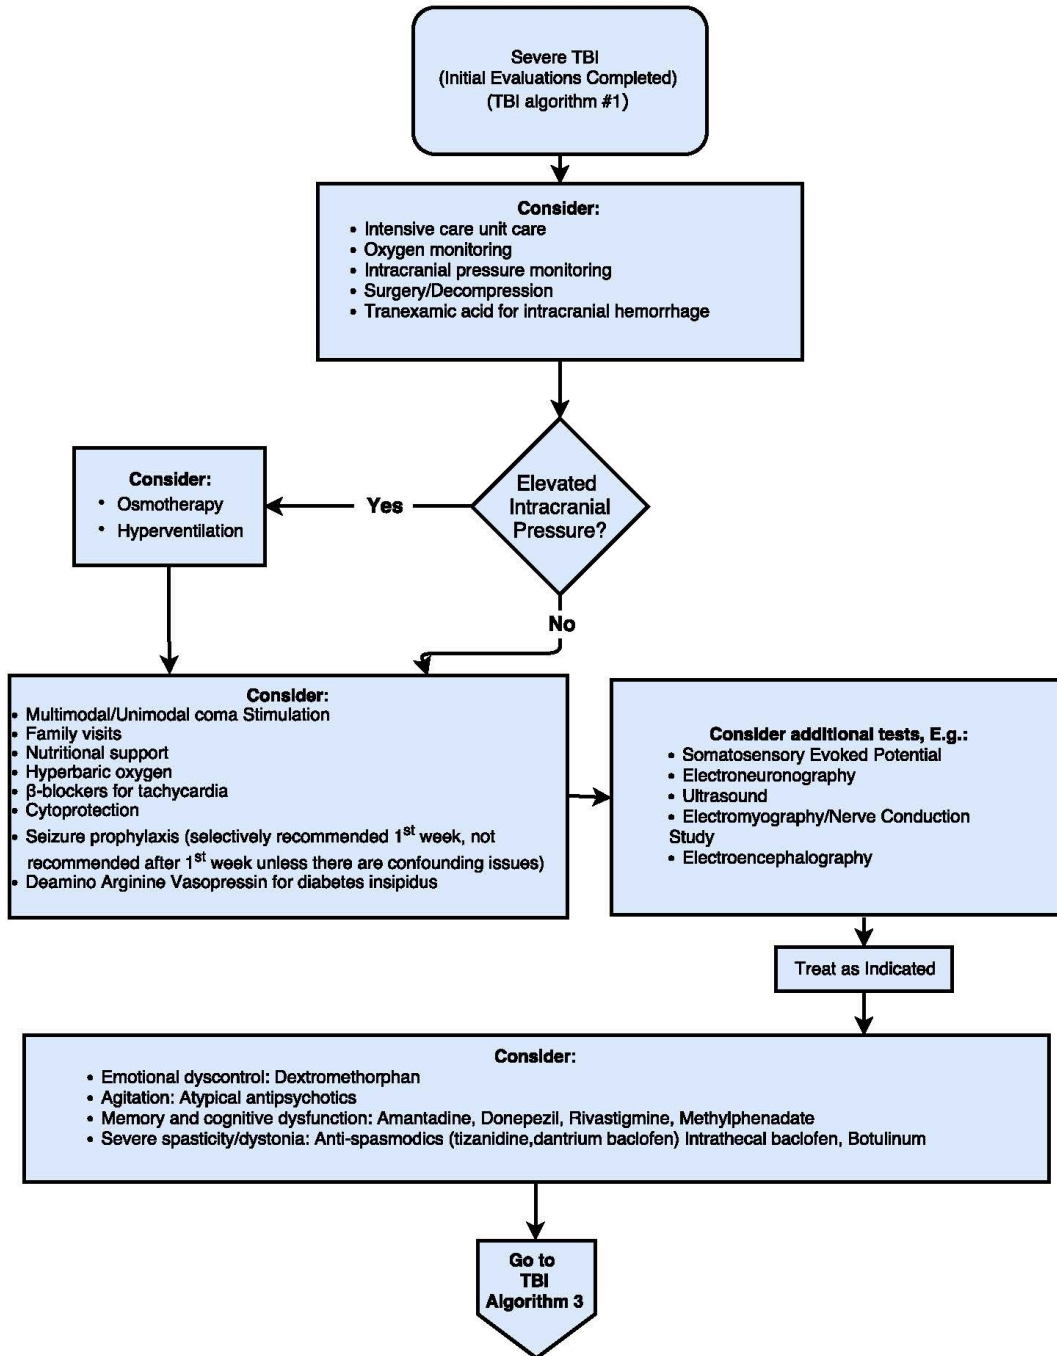 Severe TBI
(Initial Evaluations Completed)
(TBI algorithm #1)
Consider:
• Intensive care unit care
• Oxygen monitoring
• Intracranial pressure monitoring
• Surgery/Decompression
• Tranexamic acid for intracranial hemorrhage
Elevated
Intracranial
Pressure?
Yes
Consider:
• Osmotherapy
• Hyperventilation
No
Consider:
• Multimodal/Unimodal coma Stimulation
• Family visits
• Nutritional support
• Hyperbaric oxygen
• β-blockers for tachycardia
• Cytoprotection
• Seizure prophylaxis (selectively recommended 1st week, not
recommended after 1st week unless there are confounding issues)
• Deamino Arginine Vasopressin for diabetes insipidus
Consider additional tests, E.g.:
• Somatosensory Evoked Potential
• Electroneuronography
• Ultrasound
• Electromyography/Nerve Conduction
Study
• Electroencephalography
Treat as Indicated
Consider:
• Emotional dyscontrol: Dextromethorphan
• Agitation: Atypical antipsychotics
• Memory and cognitive dysfunction: Amantadine, Donepezil, Rivastigmine, Methylphenadate
• Severe spasticity/dystonia: Anti-spasmodics (tizanidine,dantrium baclofen) Intrathecal baclofen, Botulinum
Go to
TBI
Algorithm 3